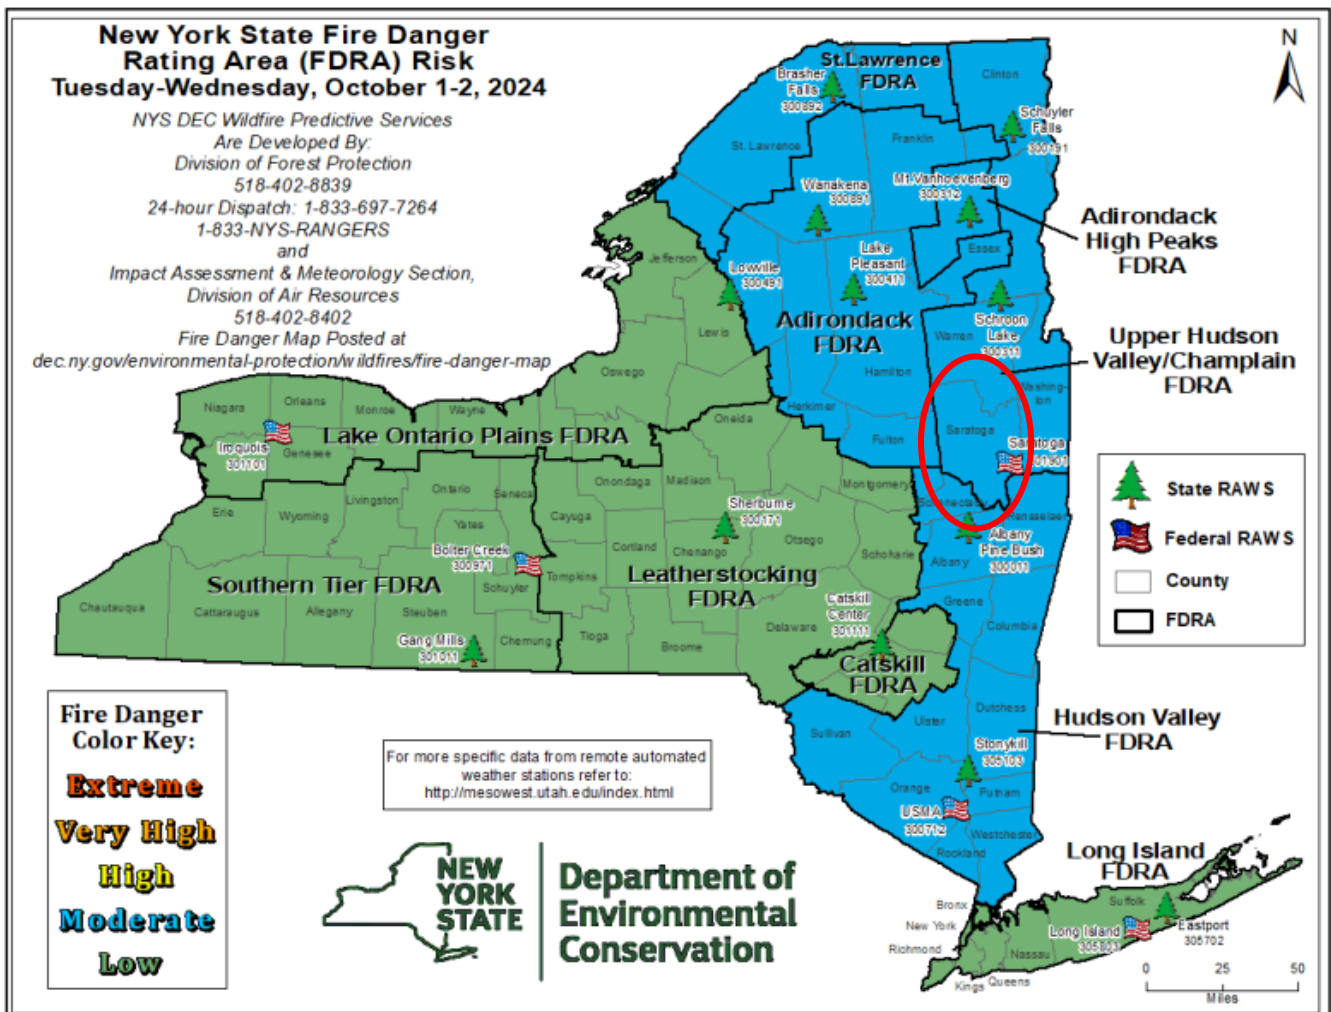 New York State Fire Danger
Rating Area (FDRA) Risk
Tuesday-Wednesday, October 1-2, 2024
NYS DEC Wildfire Predictive Services
Are Developed By:
Division of Forest Protection
518-402-8839
24-hour Dispatch: 1-833-697-7264
1-833-NYS-RANGERS
and
Impact Assessment & Meteorology Section,
Division of Air Resources
518-402-8402
Fire Danger Map Posted at
dec.ny.gov/environmental-protection/wildfires/fire-danger-map
N
St.Lawrence
FDRA
Brasher
Falls
300892
Clinton
Schuyler
Falls
300191
St. Lawrence
Franklin
Wanakena
300891
Mt.Vanhoevenberg
300312
Adirondack
High Peaks
FDRA
Essex
Jefferson
Lowville
300491
Lake
Pleasant
300411
Lewis
Adirondack
FDRA
Schroon
Lake
300311
Warren
Upper Hudson
Valley/Champlain
FDRA
Hamilton
Washing-
ton
Oswego
Herkimer
Fulton
Saratoga
Saratoga
301901
Niagara
Orleans
Monroe
Wayne
Oneida
Iroquois
301101
Genesee
Lake Ontario Plains FDRA
Livingston
Ontario
Seneca
Onondaga
Madison
Montgomery
Schenectady
Rensselaer
Erie
Wyoming
Yates
Cayuga
Sherburne
300171
Cortland
Chenango
Otsego
Schoharie
Albany
Albany
Pine Bush
300011
Bolter Creek
300971
Tompkins
Leatherstocking
FDRA
Southern Tier FDRA
Schuyler
Chautauqua
Cattaraugus
Allegany
Steuben
Chemung
Gang Mills
301011
Tioga
Broome
Delaware
Catskill
Center
301111
Greene
Columbia
Catskill
FDRA
State RAWS
Federal RAWS
County
FDRA
Sullivan
Ulster
Dutchess
Hudson Valley
FDRA
Stonykill
305103
Orange
Putnam
USMA
300712
Westchester
Rockland
Long Island
FDRA
Bronx
New York
Richmond
Kings
Queens
Nassau
Suffolk
Long Island
305803
Eastport
305702
0 25 50
Miles
Fire Danger
Color Key:
Extreme
Very High
High
Moderate
Low
For more specific data from remote automated
weather stations refer to:
http://mesowest.utah.edu/index.html
NEW
YORK
STATE
Department of
Environmental
Conservation